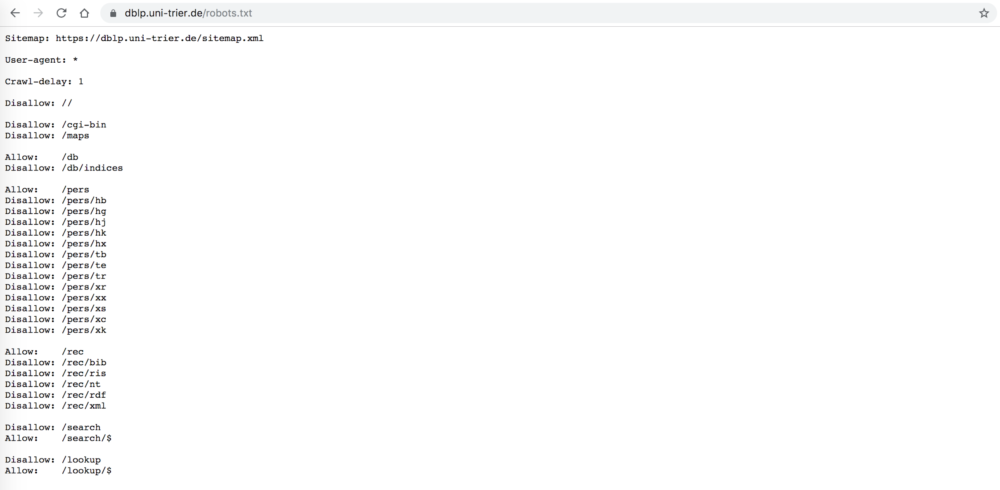 dblp.uni-trier.de/robots.txt
Sitemap: https://dblp.uni-trier.de/sitemap.xml
User-agent: *
Crawl-delay: 1
Disallow: //
Disallow: /cgi-bin
Disallow: /maps
Allow:    /db
Disallow: /db/indices
Allow:    /pers
Disallow: /pers/hb
Disallow: /pers/hg
Disallow: /pers/hj
Disallow: /pers/hk
Disallow: /pers/hx
Disallow: /pers/tb
Disallow: /pers/te
Disallow: /pers/tr
Disallow: /pers/xr
Disallow: /pers/xx
Disallow: /pers/xs
Disallow: /pers/xc
Disallow: /pers/xk
Allow:    /rec
Disallow: /rec/bib
Disallow: /rec/ris
Disallow: /rec/nt
Disallow: /rec/rdf
Disallow: /rec/xml
Disallow: /search
Allow:    /search/$
Disallow: /lookup
Allow:    /lookup/$